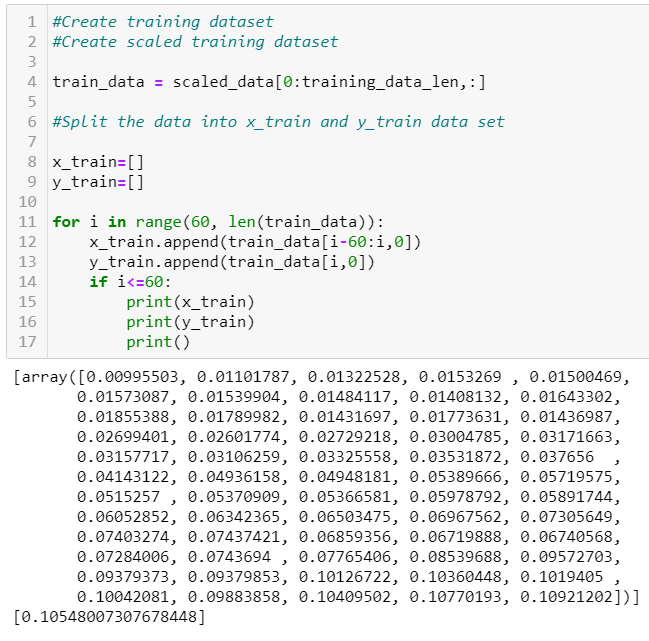 1 #Create training dataset
2 #Create scaled training dataset
3
4 train_data = scaled_data[0:training_data_len,:]
5
6 #Split the data into x_train and y_train data set
7
8 x_train=[]
9 y_train=[]
10
11 for i in range(60, len(train_data)):
12     x_train.append(train_data[i-60:i,0])
13     y_train.append(train_data[i,0])
14     if i<=60:
15         print(x_train)
16         print(y_train)
17         print()
[array([0.00995503, 0.01101787, 0.01322528, 0.0153269 , 0.01500469,
       0.01573087, 0.01539904, 0.01484117, 0.01408132, 0.01643302,
       0.01855388, 0.01789982, 0.01431697, 0.01773631, 0.01436987,
       0.02699401, 0.02601774, 0.02729218, 0.03004785, 0.03171663,
       0.03157717, 0.03106259, 0.03325558, 0.03531872, 0.037656  ,
       0.04143122, 0.04936158, 0.04948181, 0.05389666, 0.05719575,
       0.0515257 , 0.05370909, 0.05366581, 0.05978792, 0.05891744,
       0.06052852, 0.06342365, 0.06503475, 0.06967562, 0.07305649,
       0.07403274, 0.07437421, 0.06859356, 0.06719888, 0.06740568,
       0.07284006, 0.0743694 , 0.07765406, 0.08539688, 0.09572703,
       0.09379373, 0.09379853, 0.10126722, 0.10360448, 0.1019405 ,
       0.10042081, 0.09883858, 0.10409502, 0.10770193, 0.10921202])]
[0.10548007307678448]